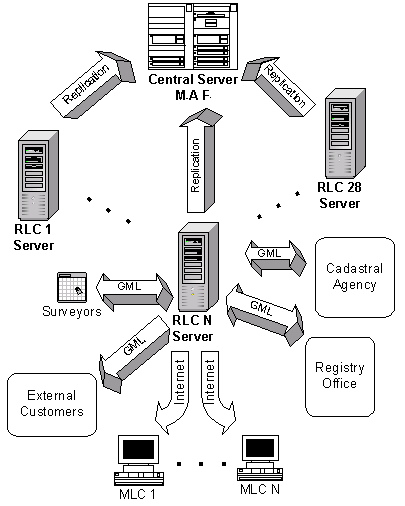 Central Server
M.A F.
Replication
Replication
Replication
RLC 1
Server
RLC 28
Server
RLC N
Server
GML
Cadastral
Agency
GML
Surveyors
GML
Registry
Office
GML
External
Customers
Internet
Internet
MLC 1
MLC N